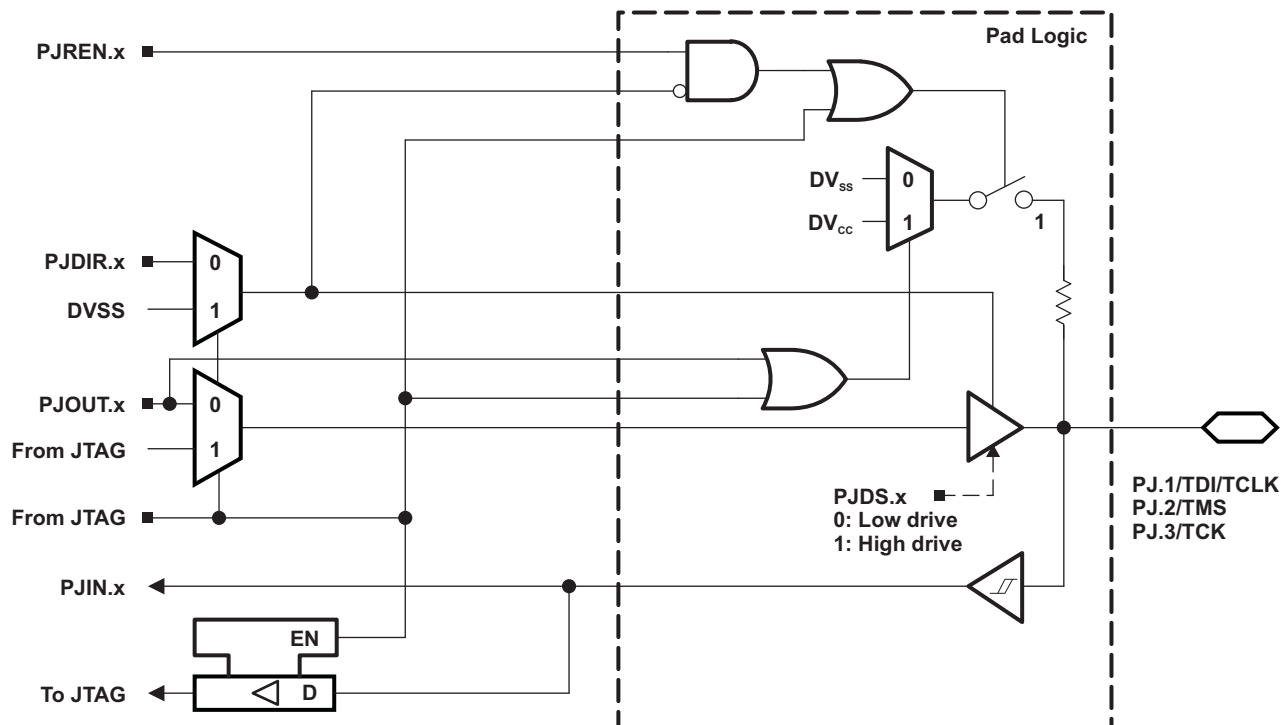 Pad Logic
PJREN.x
DVss
0
DVcc
1
1
PJDIR.x
0
DVSS
1
PJOUT.x
0
From JTAG
1
PJDS.x
0: Low drive
1: High drive
PJ.1/TDI/TCLK
PJ.2/TMS
PJ.3/TCK
From JTAG
PJIN.x
EN
To JTAG
D